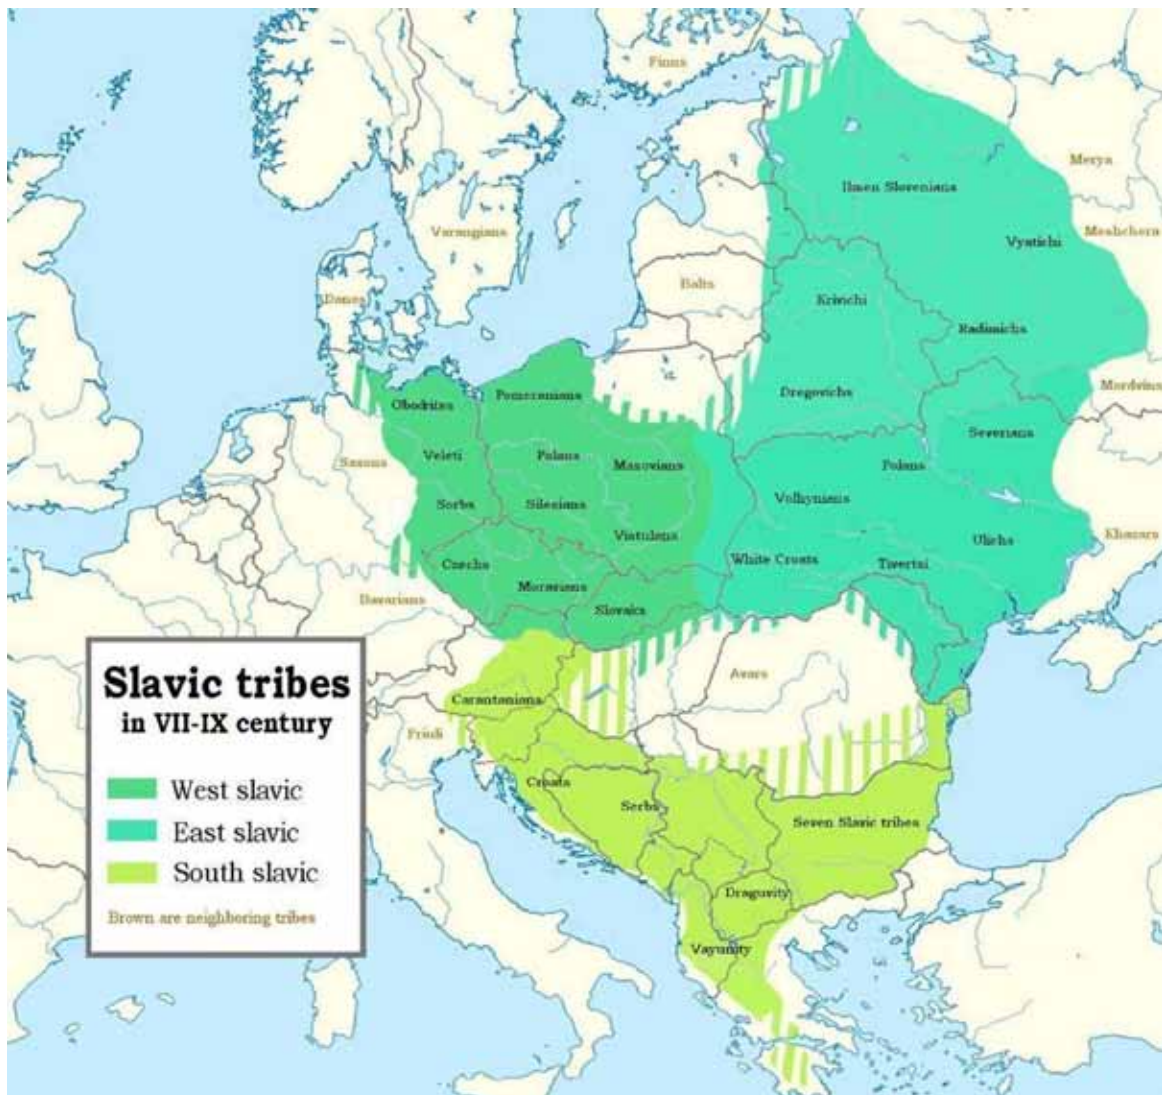 Finns
Merya
Ilmen Slovenians
Varangians
Meshchera
Vyatichi
Balts
Danes
Krivichi
Radimichs
Mordvins
Pomeranians
Dregovichs
Obodrites
Severians
Veleti
Polans
Masovians
Polans
Saxons
Volhynians
Sorbs
Silesians
Vistulans
Ulichs
Khazars
Czechs
White Croats
Tivertsi
Moravians
Bavarians
Slovaks
Avars
Carantanians
Friuli
Croats
Serbs
Seven Slavic tribes
Draguvity
Vayunity
Slavic tribes
in VII-IX century
West slavic
East slavic
South slavic
Brown are neighboring tribes